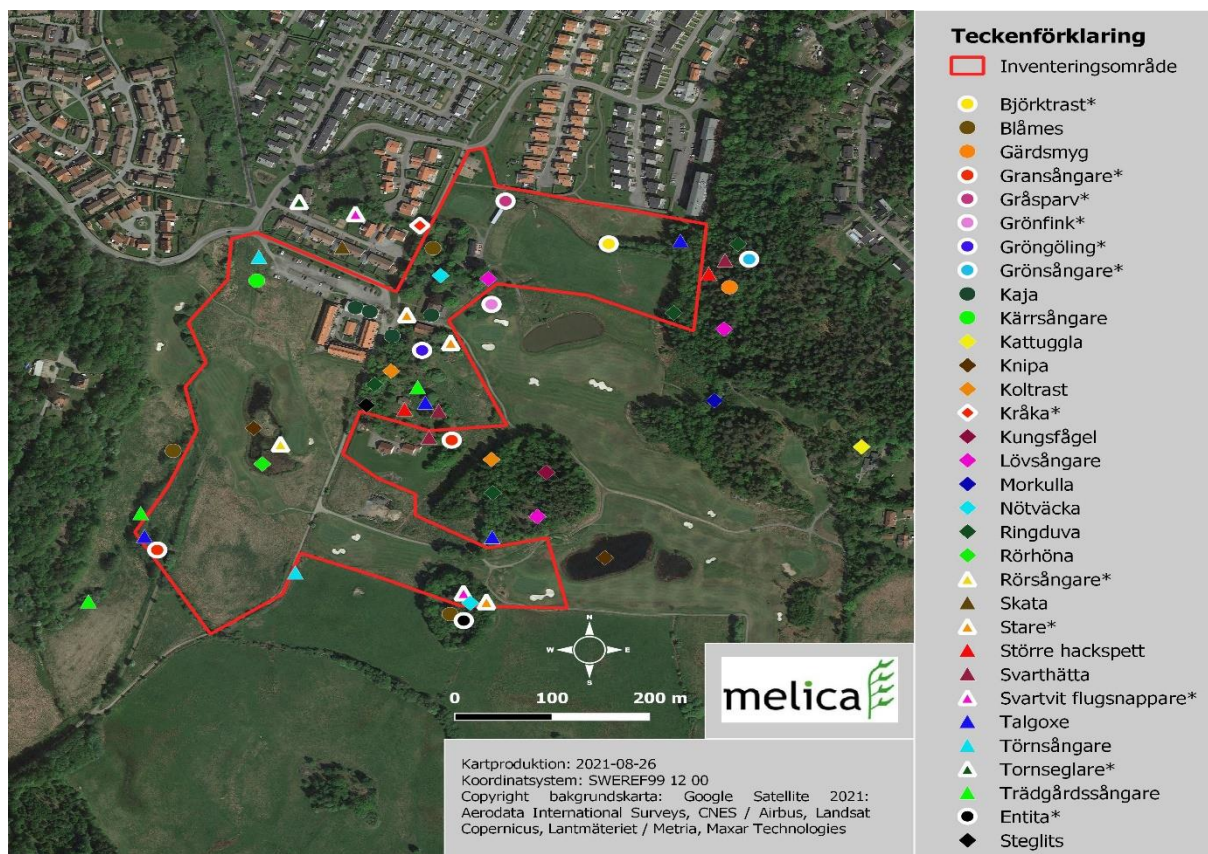 Teckenförklaring
Inventeringsområde
Björktrast*
Blåmes
Gärdsmyg
Gransångare*
Gråsparv*
Grönfink*
Gröngöling*
Grönsångare*
Kaja
Kärrsångare
Kattuggla
Knipa
Koltrast
Kråka*
Kungsfågel
Lövsångare
Morkulla
Nötväcka
Ringduva
Rörhöna
Rörsångare*
Skata
Stare*
Större hackspett
Svarthätta
Svartvit flugsnappare*
Talgoxe
Törnsångare
Tornseglare*
Trädgårdssångare
Entita*
Steglits
N
W E
S
0 100 200 m
melica
Kartproduktion: 2021-08-26
Koordinatsystem: SWEREF99 12 00
Copyright bakgrundskarta: Google Satellite 2021:
Aerodata International Surveys, CNES / Airbus, Landsat
Copernicus, Lantmäteriet / Metria, Maxar Technologies